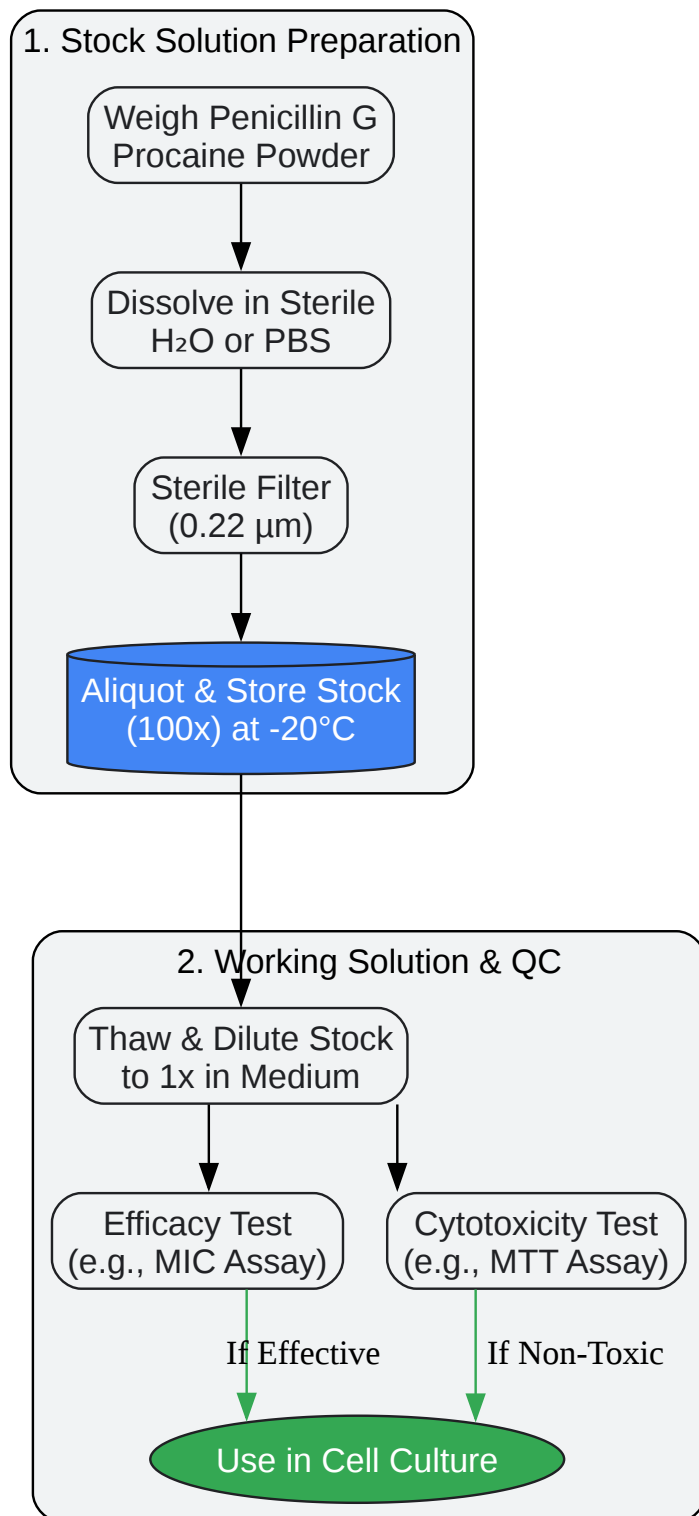 1. Stock Solution Preparation
Weigh Penicillin G
Procaine Powder
Dissolve in Sterile
H₂O or PBS
Sterile Filter
(0.22 µm)
Aliquot & Store Stock
(100x) at -20°C
2. Working Solution & QC
Thaw & Dilute Stock
to 1x in Medium
Efficacy Test
(e.g., MIC Assay)
Cytotoxicity Test
(e.g., MTT Assay)
If Effective
If Non-Toxic
Use in Cell Culture